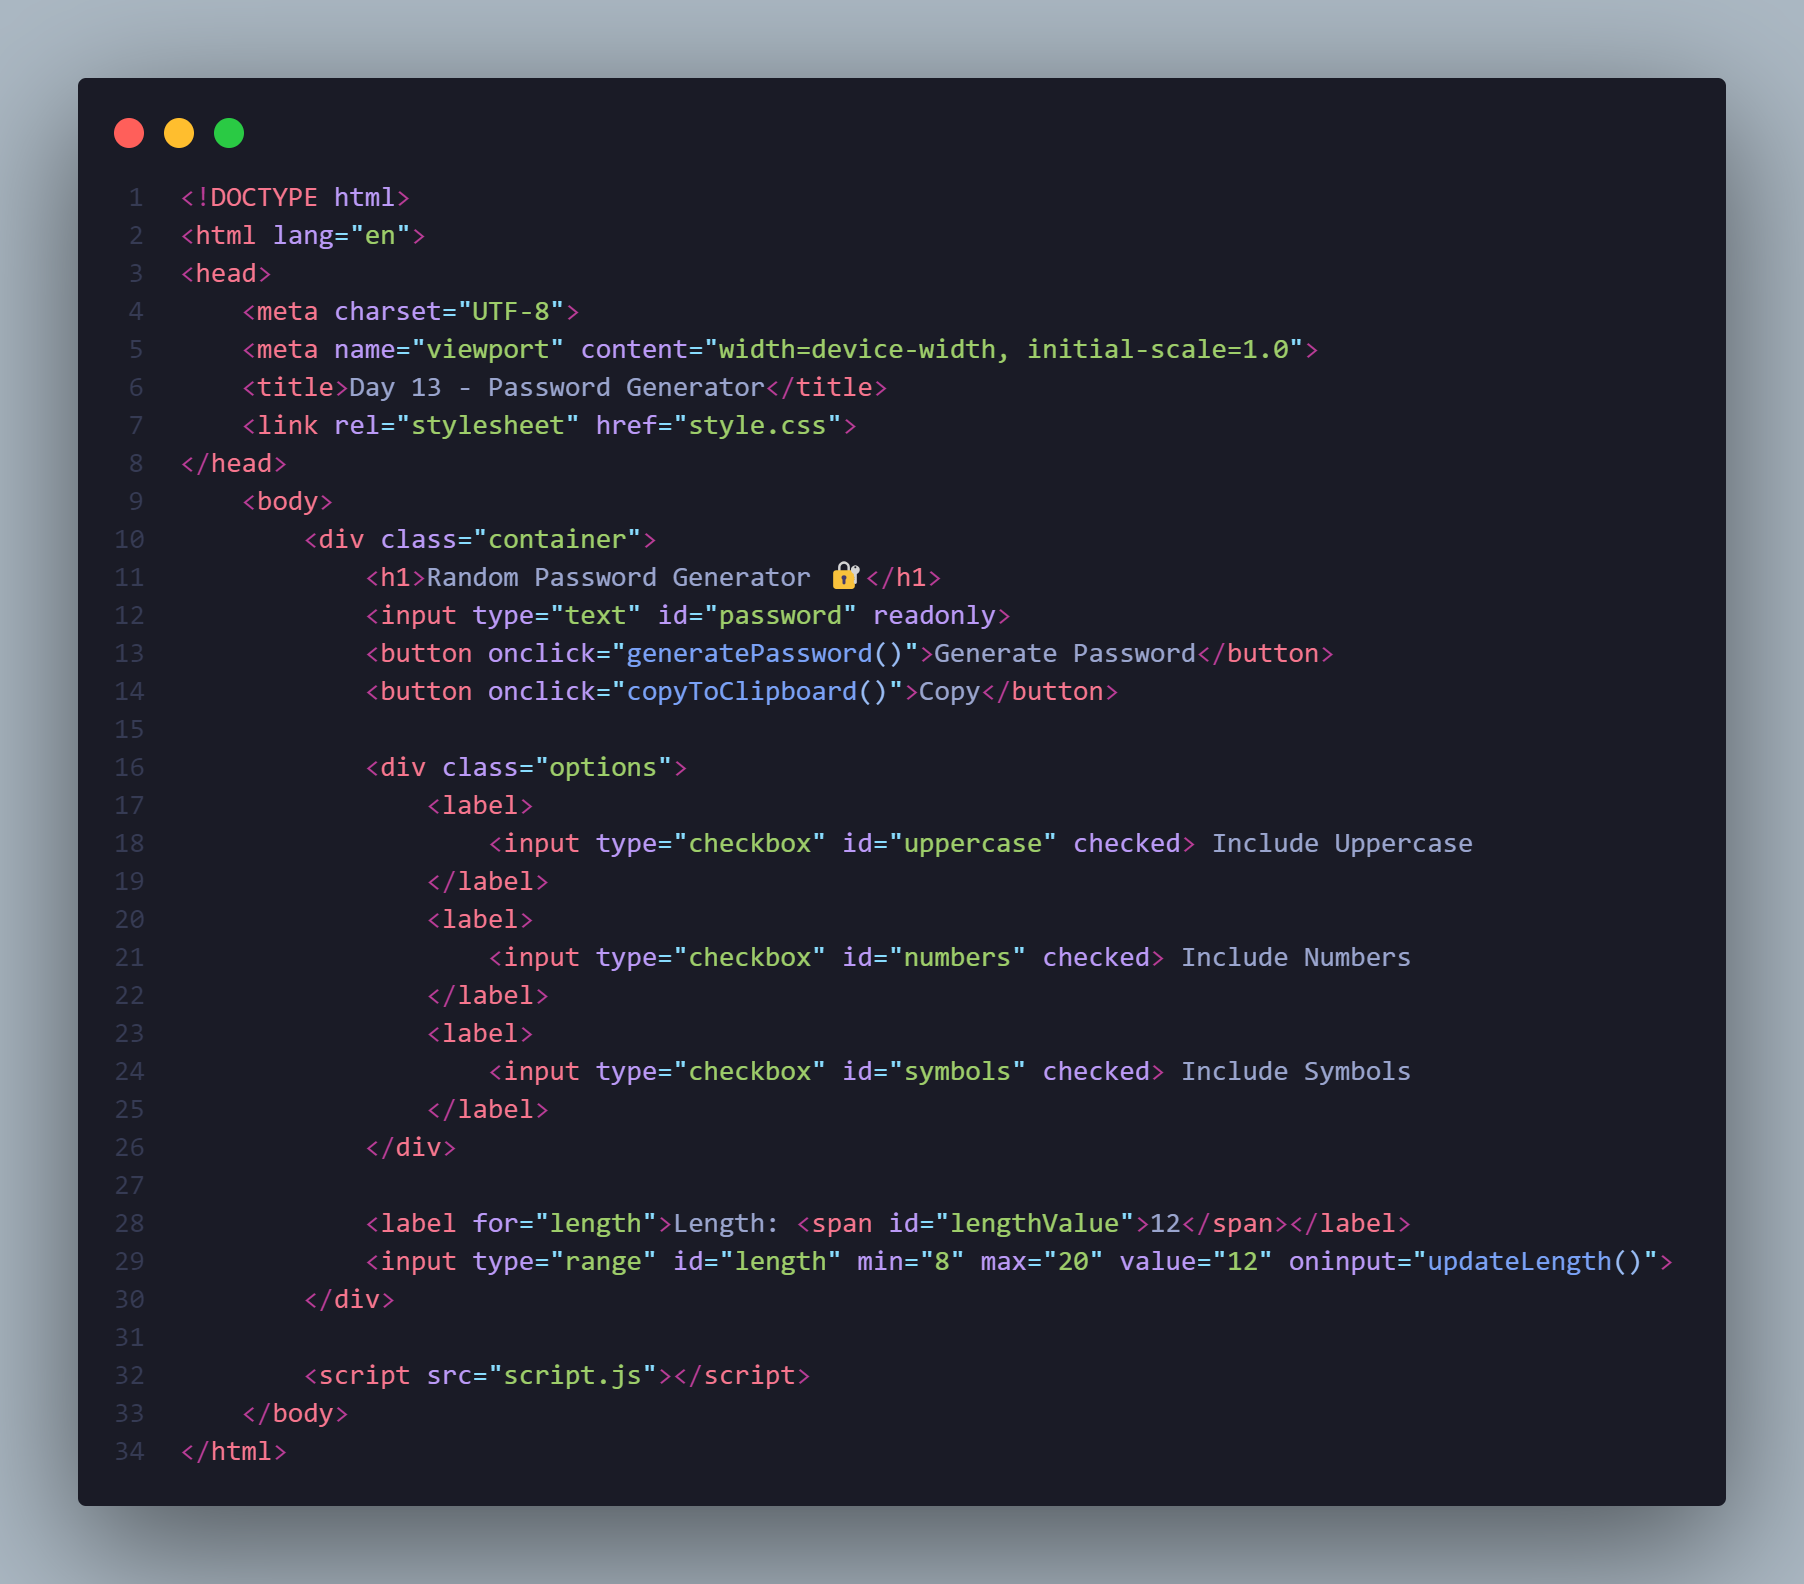 1 <!DOCTYPE html>
2 <html lang="en">
3 <head>
4     <meta charset="UTF-8">
5     <meta name="viewport" content="width=device-width, initial-scale=1.0">
6     <title>Day 13 - Password Generator</title>
7     <link rel="stylesheet" href="style.css">
8 </head>
9     <body>
10         <div class="container">
11             <h1>Random Password Generator 🔐</h1>
12             <input type="text" id="password" readonly>
13             <button onclick="generatePassword()">Generate Password</button>
14             <button onclick="copyToClipboard()">Copy</button>
15
16             <div class="options">
17                 <label>
18                     <input type="checkbox" id="uppercase" checked> Include Uppercase
19                 </label>
20                 <label>
21                     <input type="checkbox" id="numbers" checked> Include Numbers
22                 </label>
23                 <label>
24                     <input type="checkbox" id="symbols" checked> Include Symbols
25                 </label>
26             </div>
27
28             <label for="length">Length: <span id="lengthValue">12</span></label>
29             <input type="range" id="length" min="8" max="20" value="12" oninput="updateLength()">
30         </div>
31
32         <script src="script.js"></script>
33     </body>
34 </html>